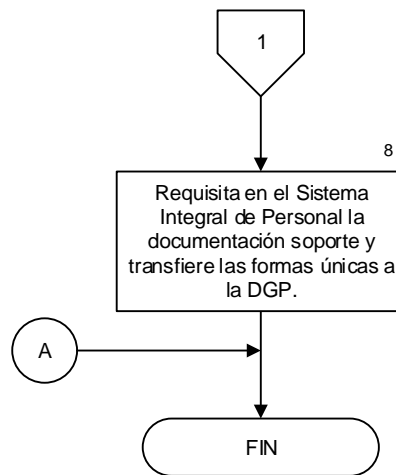 1
8
Requisita en el Sistema
Integral de Personal la
documentación soporte y
transfiere las formas únicas a
la DGP.
A
FIN